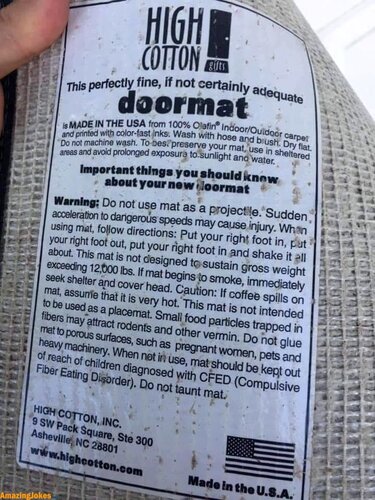 HIGH
COTTON
gifts
This perfectly fine, if not certainly adequate
doormat
is MADE IN THE USA from 100% Olefin Indoor/Outdoor carpet
and printed with color-fast inks. Wash with hose and brush. Dry flat.
Do not machine wash. To best preserve your mat, use in sheltered
areas and avoid prolonged exposure to sunlight and water.
Important things you should know
about your new doormat
Warning: Do not use mat as a projectile. Sudden
acceleration to dangerous speeds may cause injury. When
using mat, follow directions: Put your right foot in, put
your right foot out, put your right foot in and shake it all
about. This mat is not designed to sustain gross weight
exceeding 12,000 lbs. If mat begins to smoke, immediately
seek shelter and cover head. Caution: If coffee spills on
mat, assume that it is very hot. This mat is not intended
to be used as a placemat. Small food particles trapped in
fibers may attract rodents and other vermin. Do not glue
mat to porous surfaces, such as pregnant women, pets and
heavy machinery. When not in use, mat should be kept out
of reach of children diagnosed with CFED (Compulsive
Fiber Eating Disorder). Do not taunt mat.
HIGH COTTON, INC.
9 SW Pack Square, Ste 300
Asheville, NC 28801
www.highcotton.com
Made in the U.S.A.
AmazingJokes